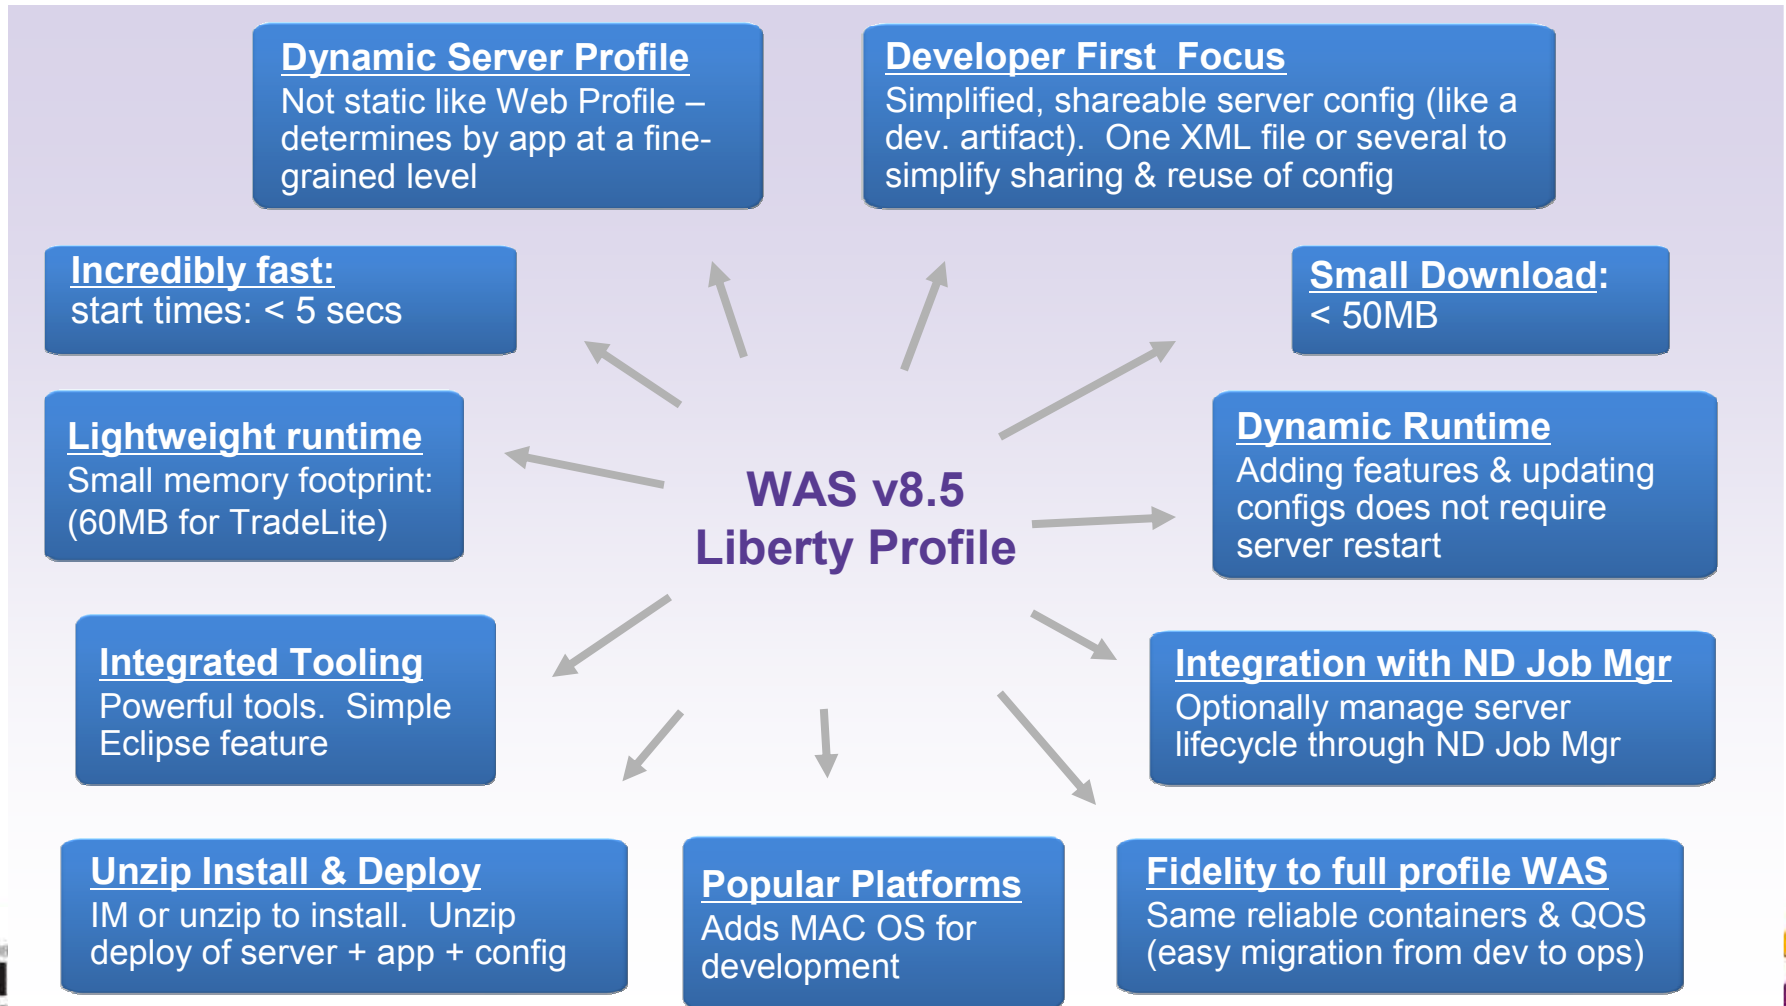 Dynamic Server Profile
Not static like Web Profile –
determines by app at a fine-
grained level
Developer First  Focus
Simplified, shareable server config (like a
dev. artifact).  One XML file or several to
simplify sharing & reuse of config
Incredibly fast:
start times: < 5 secs
Small Download:
< 50MB
Lightweight runtime
Small memory footprint:
(60MB for TradeLite)
WAS v8.5
Liberty Profile
Dynamic Runtime
Adding features & updating
configs does not require
server restart
Integrated Tooling
Powerful tools.  Simple
Eclipse feature
Integration with ND Job Mgr
Optionally manage server
lifecycle through ND Job Mgr
Unzip Install & Deploy
IM or unzip to install.  Unzip
deploy of server + app + config
Popular Platforms
Adds MAC OS for
development
Fidelity to full profile WAS
Same reliable containers & QOS
(easy migration from dev to ops)